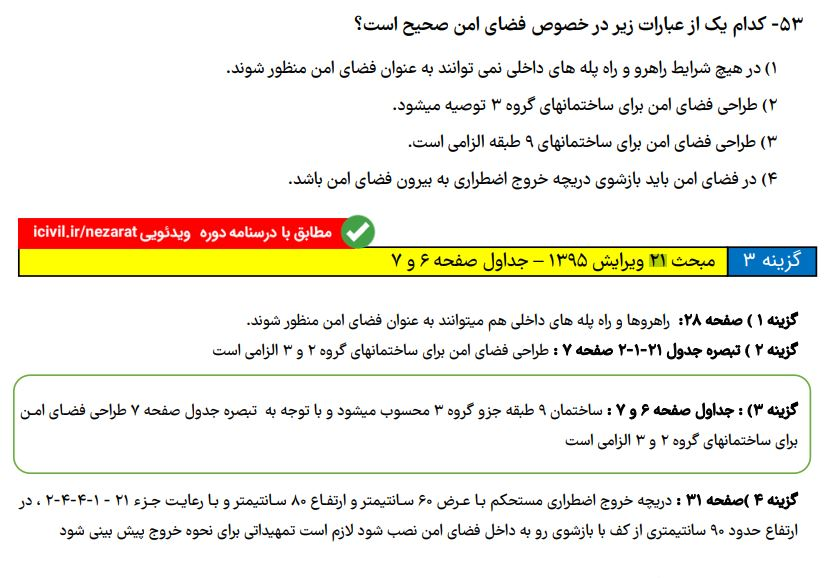 ۵۳- کدام یک از عبارات زیر در خصوص فضای امن صحیح است؟
۱) در هیچ شرایط راهرو و راه پله های داخلی نمی توانند به عنوان فضای امن منظور شوند.
۲) طراحی فضای امن برای ساختمانهای گروه ۳ توصیه میشود.
۳) طراحی فضای امن برای ساختمانهای ۹ طبقه الزامی است.
۴) در فضای امن باید بازشوی دریچه خروج اضطراری به بیرون فضای امن باشد.
مطابق با درسنامه دوره ویدئویی icivil.ir/nezarat
گزینه ۳ مبحث ۲۱ ویرایش ۱۳۹۵ – جداول صفحه ۶ و ۷
گزینه ۱ ) صفحه ۲۸: راهروها و راه پله های داخلی هم میتوانند به عنوان فضای امن منظور شوند.
گزینه ۲ ) تبصره جدول ۲۱-۱-۲ صفحه ۷ : طراحی فضای امن برای ساختمانهای گروه ۲ و ۳ الزامی است
گزینه ۳) : جداول صفحه ۶ و ۷ : ساختمان ۹ طبقه جزو گروه ۳ محسوب میشود و با توجه به تبصره جدول صفحه ۷ طراحی فضای امن
برای ساختمانهای گروه ۲ و ۳ الزامی است
گزینه ۴ )صفحه ۳۱ : دریچه خروج اضطراری مستحکم با عرض ۶۰ سانتیمتر و ارتفاع ۸۰ سانتیمتر و با رعایت جزء ۲۱ - ۱-۴-۴-۲ ، در
ارتفاع حدود ۹۰ سانتیمتری از کف با بازشوی رو به داخل فضای امن نصب شود لازم است تمهیداتی برای نحوه خروج پیش بینی شود